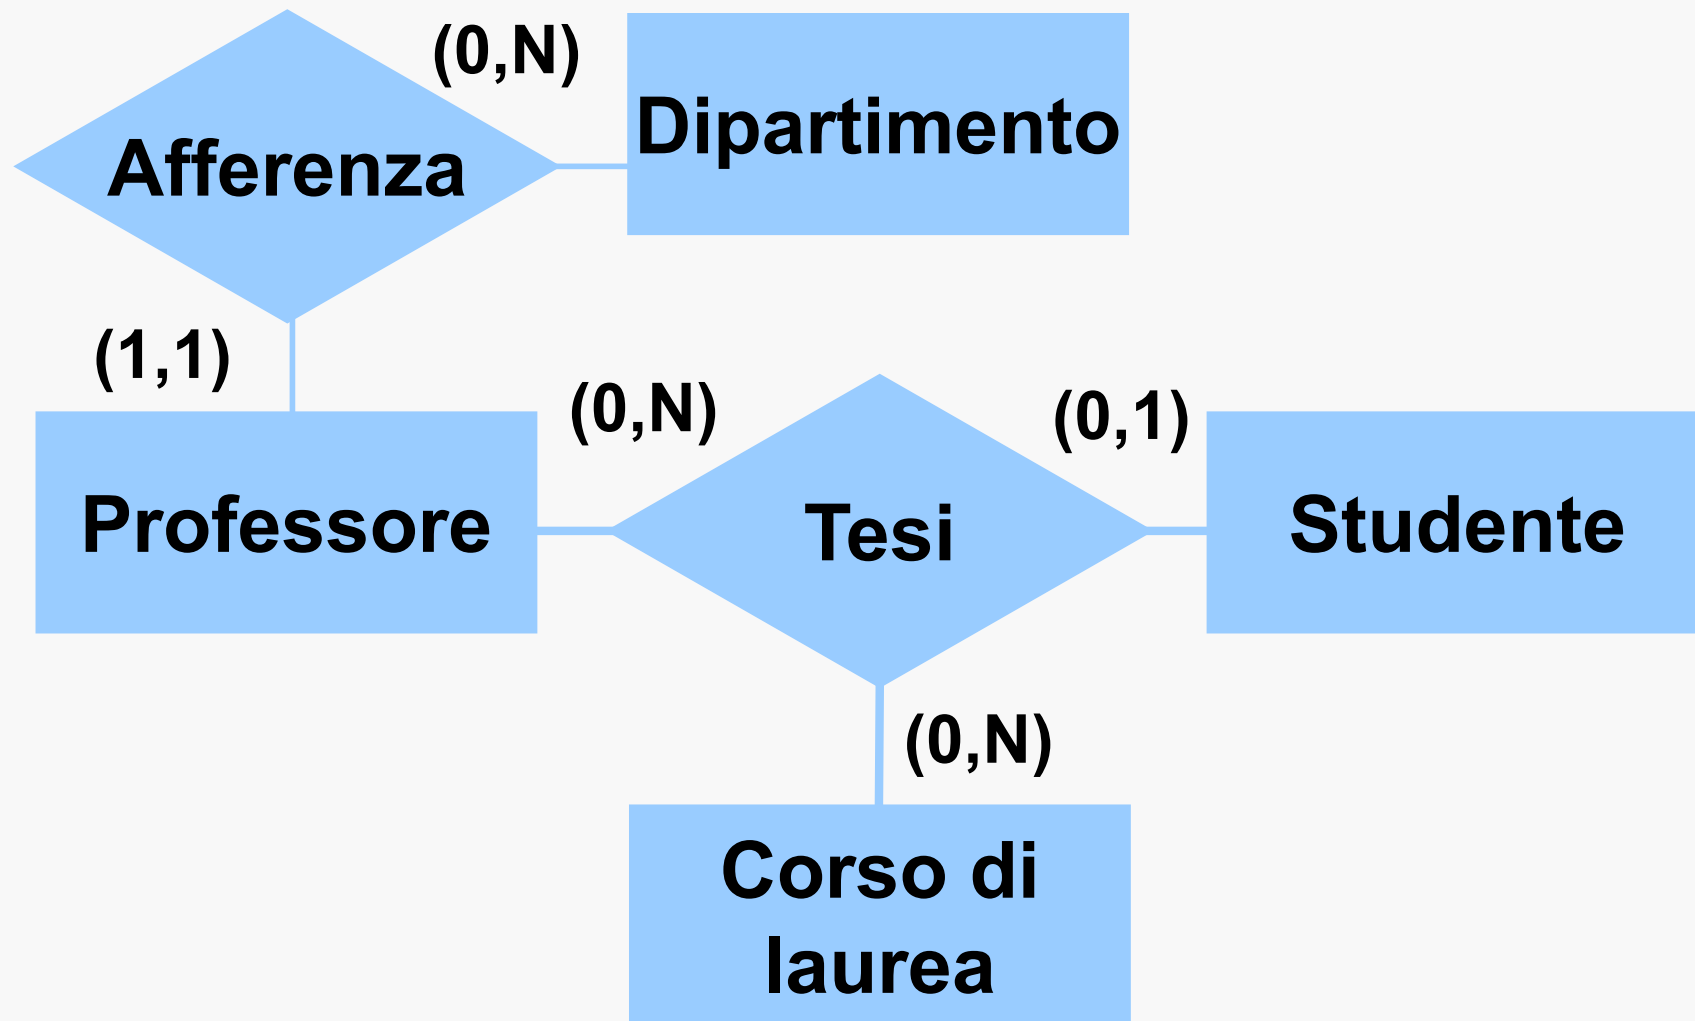 (0,N)
Dipartimento
Afferenza
(1,1)
(0,N)
(0,1)
Professore
Tesi
Studente
(0,N)
Corso di
laurea